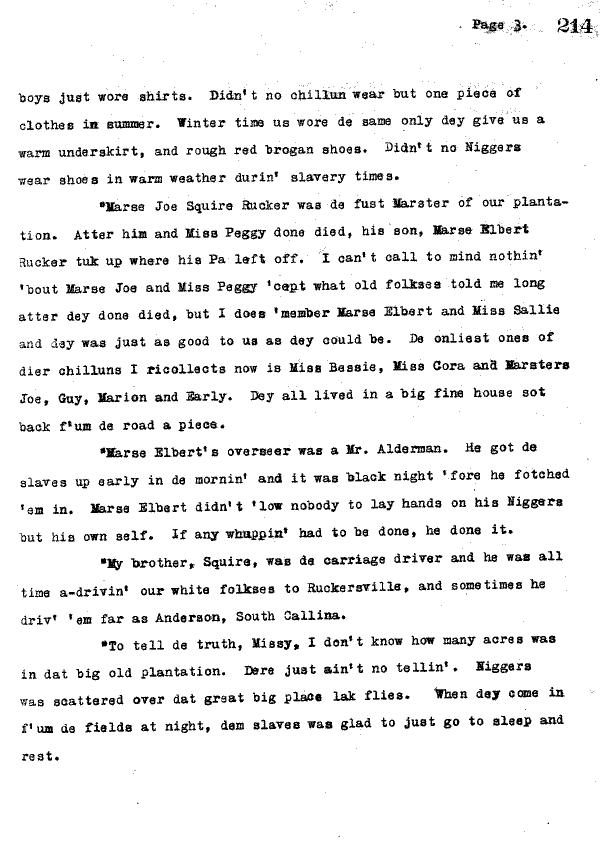 Page 3. 214
boys just wore shirts. Didn't no chillun wear but one piece of
clothes in summer. Winter time us wore de same only dey give us a
warm underskirt, and rough red brogan shoes. Didn't no Niggers
wear shoes in warm weather durin' slavery times.
"Marse Joe Squire Rucker was de fust Marster of our planta-
tion. Atter him and Miss Peggy done died, his son, Marse Elbert
Rucker tuk up where his Pa left off. I can't call to mind nothin'
'bout Marse Joe and Miss Peggy 'cept what old folkses told me long
atter dey done died, but I does 'member Marse Elbert and Miss Sallie
and dey was just as good to us as dey could be. De onliest ones of
dier chilluns I ricollects now is Miss Bessie, Miss Cora and Marsters
Joe, Guy, Marion and Early. Dey all lived in a big fine house sot
back f'um de road a piece.
"Marse Elbert's overseer was a Mr. Alderman. He got de
slaves up early in de mornin' and it was black night 'fore he fotched
'em in. Marse Elbert didn't 'low nobody to lay hands on his Niggers
but his own self. If any whuppin' had to be done, he done it.
"My brother, Squire, was de carriage driver and he was all
time a-drivin' our white folkses to Ruckersville, and sometimes he
driv' 'em far as Anderson, South Callina.
"To tell de truth, Missy, I don't know how many acres was
in dat big old plantation. Dere just ain't no tellin'. Niggers
was scattered over dat great big place lak flies. When dey come in
f'um de fields at night, dem slaves was glad to just go to sleep and
rest.